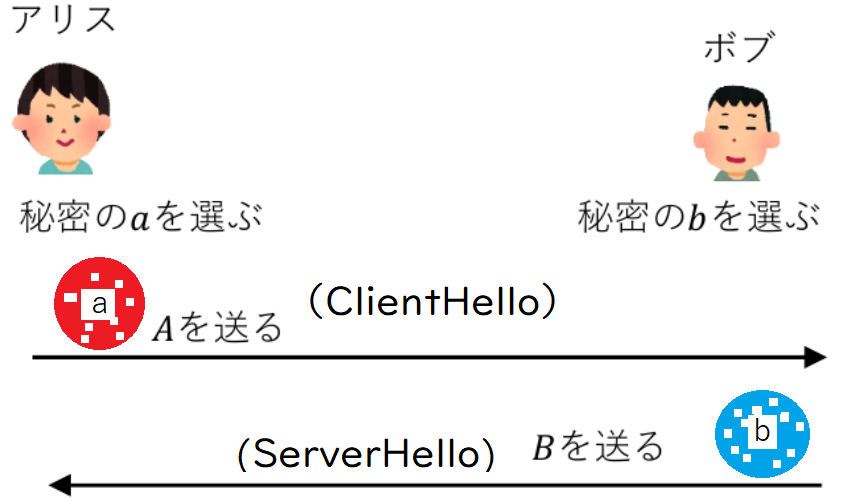 アリス
ボブ
秘密のaを選ぶ
秘密のbを選ぶ
a
Aを送る
(ClientHello)
(ServerHello)
Bを送る
b